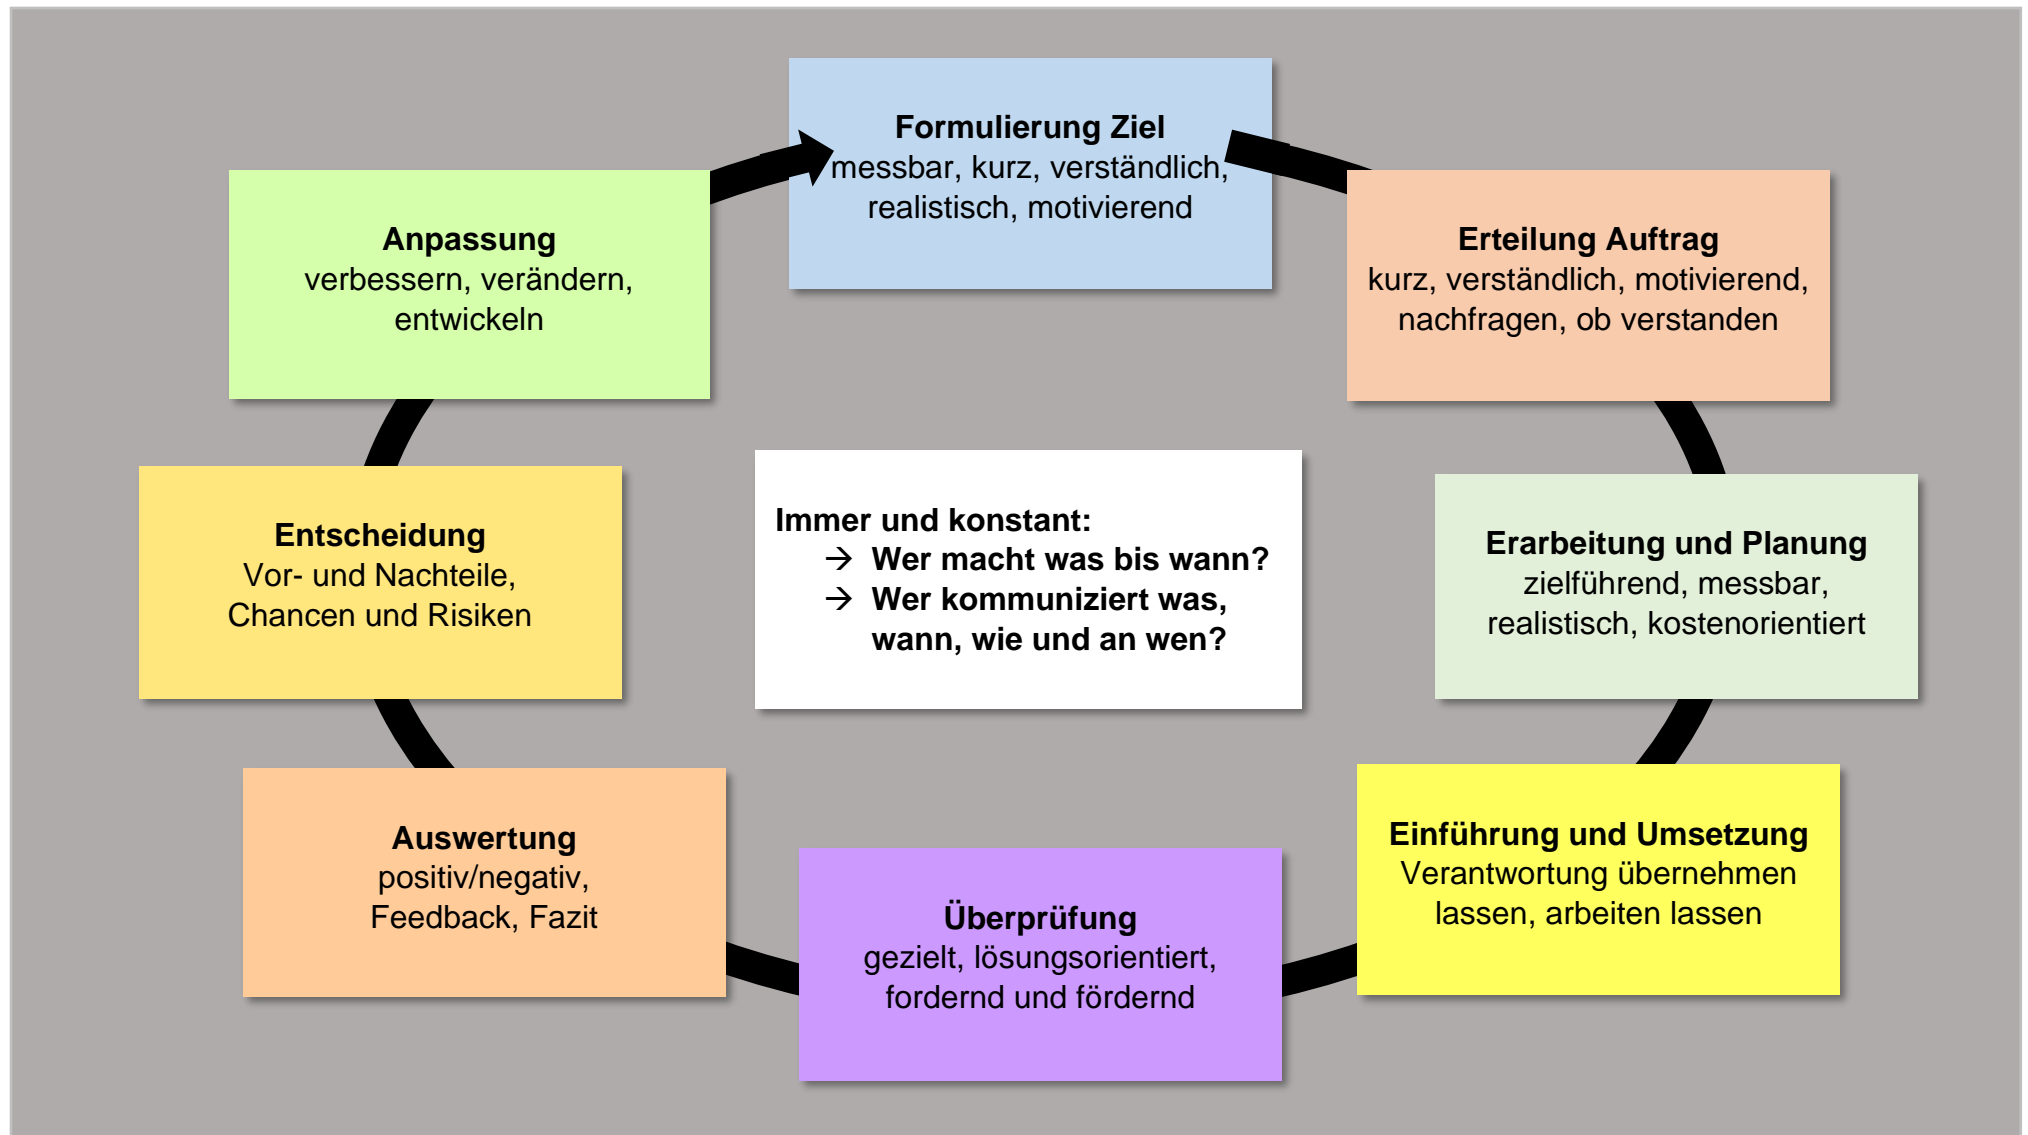 Formulierung Ziel
messbar, kurz, verständlich,
realistisch, motivierend
Erteilung Auftrag
kurz, verständlich, motivierend,
nachfragen, ob verstanden
Erarbeitung und Planung
zielführend, messbar,
realistisch, kostenorientiert
Einführung und Umsetzung
Verantwortung übernehmen
lassen, arbeiten lassen
Überprüfung
gezielt, lösungsorientiert,
fordernd und fördernd
Auswertung
positiv/negativ,
Feedback, Fazit
Entscheidung
Vor- und Nachteile,
Chancen und Risiken
Anpassung
verbessern, verändern,
entwickeln
Immer und konstant:
→ Wer macht was bis wann?
→ Wer kommuniziert was,
wann, wie und an wen?